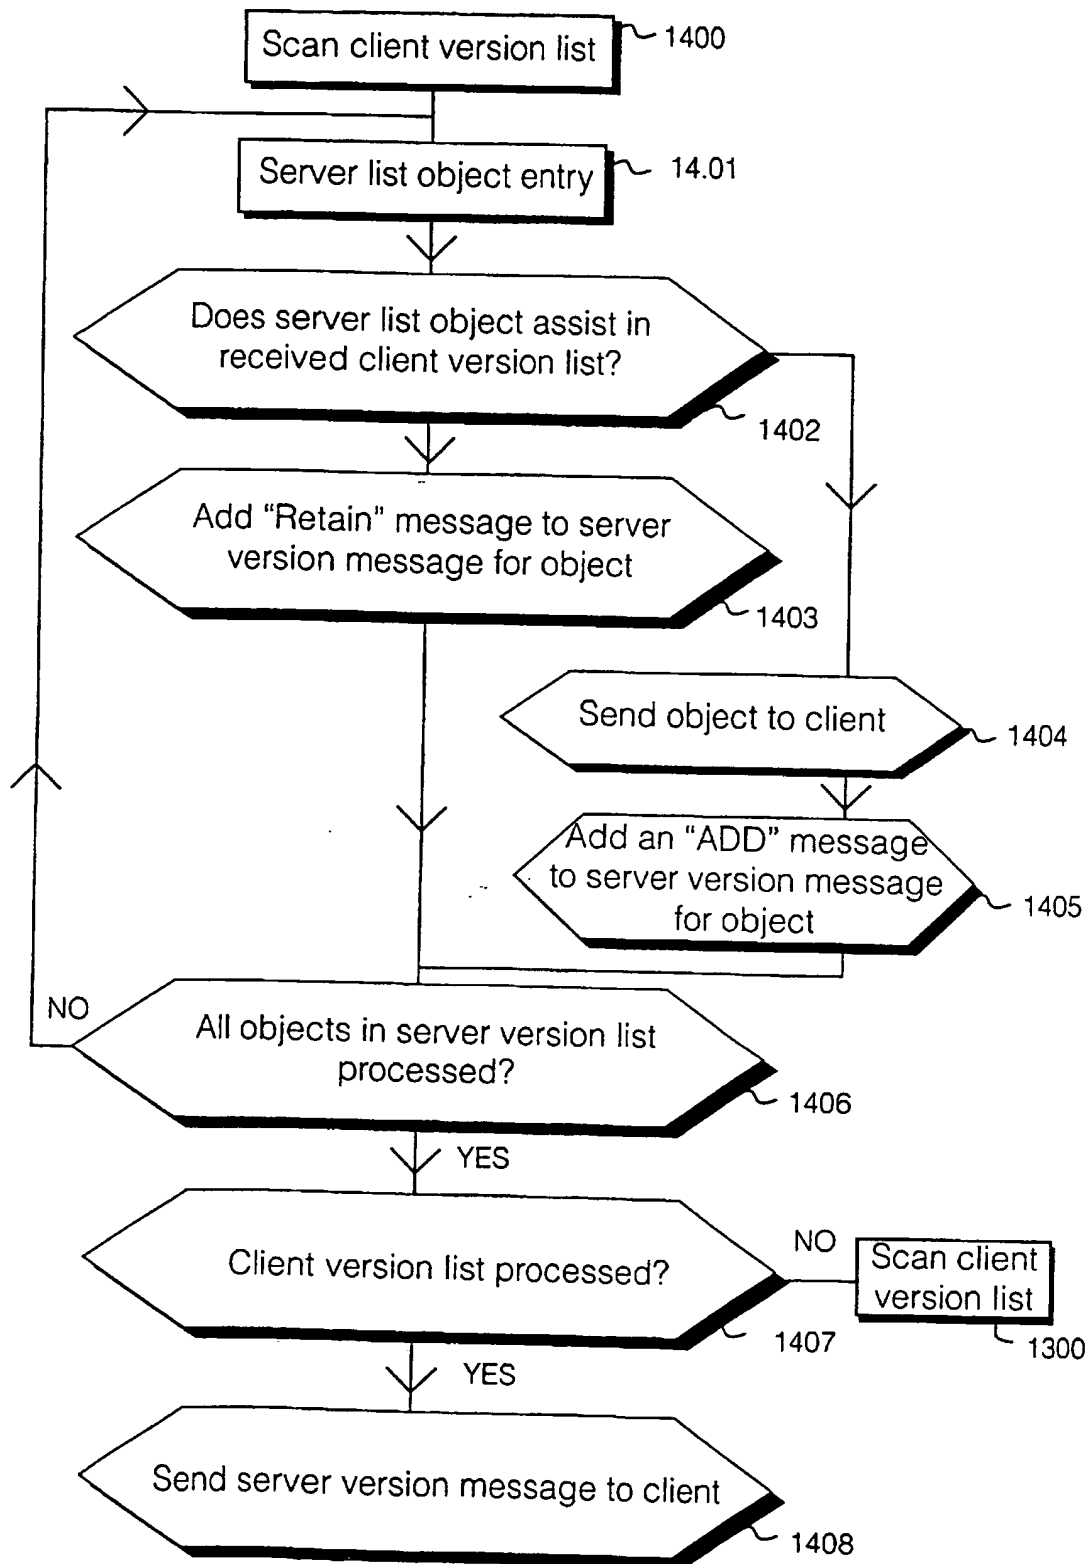 Scan client version list
1400
Server list object entry
14.01
Does server list object assist in
received client version list?
1402
Add “Retain” message to server
version message for object
1403
Send object to client
1404
Add an “ADD” message
to server version message
for object
1405
NO
All objects in server version list
processed?
1406
YES
Client version list processed?
1407
NO
Scan client
version list
1300
YES
Send server version message to client
1408